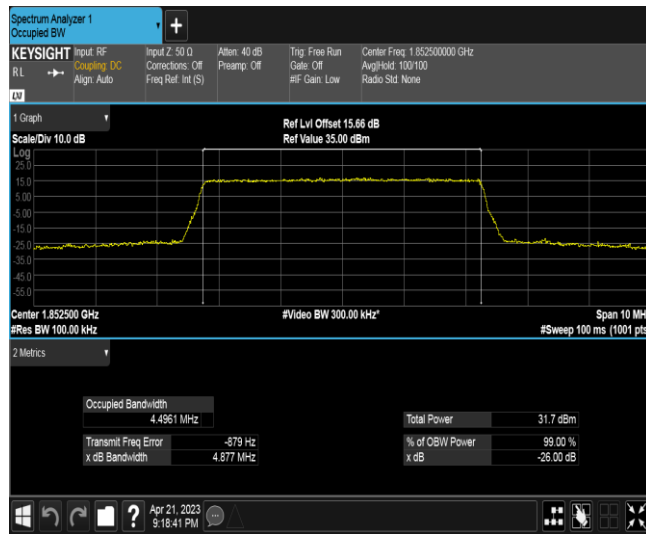 Spectrum Analyzer 1
Occupied BW
+
KEYSIGHT Input: RF Input Z: 50 Ω Atten: 40 dB Trig: Free Run Center Freq: 1.852500000 GHz
RL Coupling: DC Corrections: Off Preamp: Off Gate: Off Avg|Hold: 100/100
Align: Auto Freq Ref: Int (S) #IF Gain: Low Radio Std: None
LXI
1 Graph
Ref Lvl Offset 15.66 dB
Scale/Div 10.0 dB Ref Value 35.00 dBm
Log
25.0
15.0
5.00
-5.00
-15.0
-25.0
-35.0
-45.0
-55.0
Center 1.852500 GHz #Video BW 300.00 kHz* Span 10 MH
#Res BW 100.00 kHz #Sweep 100 ms (1001 pts
2 Metrics
Occupied Bandwidth
4.4961 MHz Total Power 31.7 dBm
Transmit Freq Error -879 Hz % of OBW Power 99.00 %
x dB Bandwidth 4.877 MHz x dB -26.00 dB
? Apr 21, 2023
9:18:41 PM